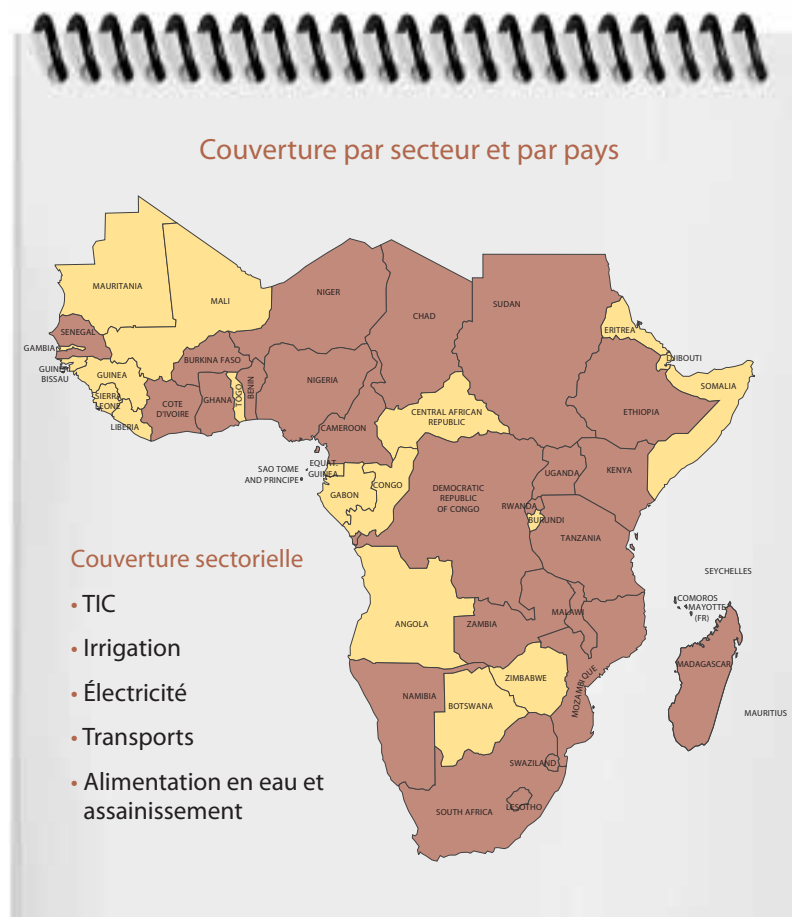 Couverture par secteur et par pays
MAURITANIA
MALI
NIGER
CHAD
SUDAN
ERITREA
SENEGAL
GAMBIA
GUINEA
BISSAU
GUINEA
SIERRA
LEONE
LIBERIA
COTE
D'IVOIRE
BURKINA FASO
GHANA
TOGO
BENIN
NIGERIA
CAMEROON
CENTRAL AFRICAN
REPUBLIC
DJIBOUTI
SOMALIA
ETHIOPIA
SAO TOME
AND PRINCIPE
EQUAT.
GUINEA
GABON
CONGO
DEMOCRATIC
REPUBLIC
OF CONGO
UGANDA
KENYA
RWANDA
BURUNDI
TANZANIA
SEYCHELLES
COMOROS
MAYOTTE
(FR)
ANGOLA
ZAMBIA
MALAWI
MOZAMBIQUE
ZIMBABWE
NAMIBIA
BOTSWANA
MADAGASCAR
MAURITIUS
SWAZILAND
LESOTHO
SOUTH AFRICA
Couverture sectorielle
• TIC
• Irrigation
• Électricité
• Transports
• Alimentation en eau et
assainissement